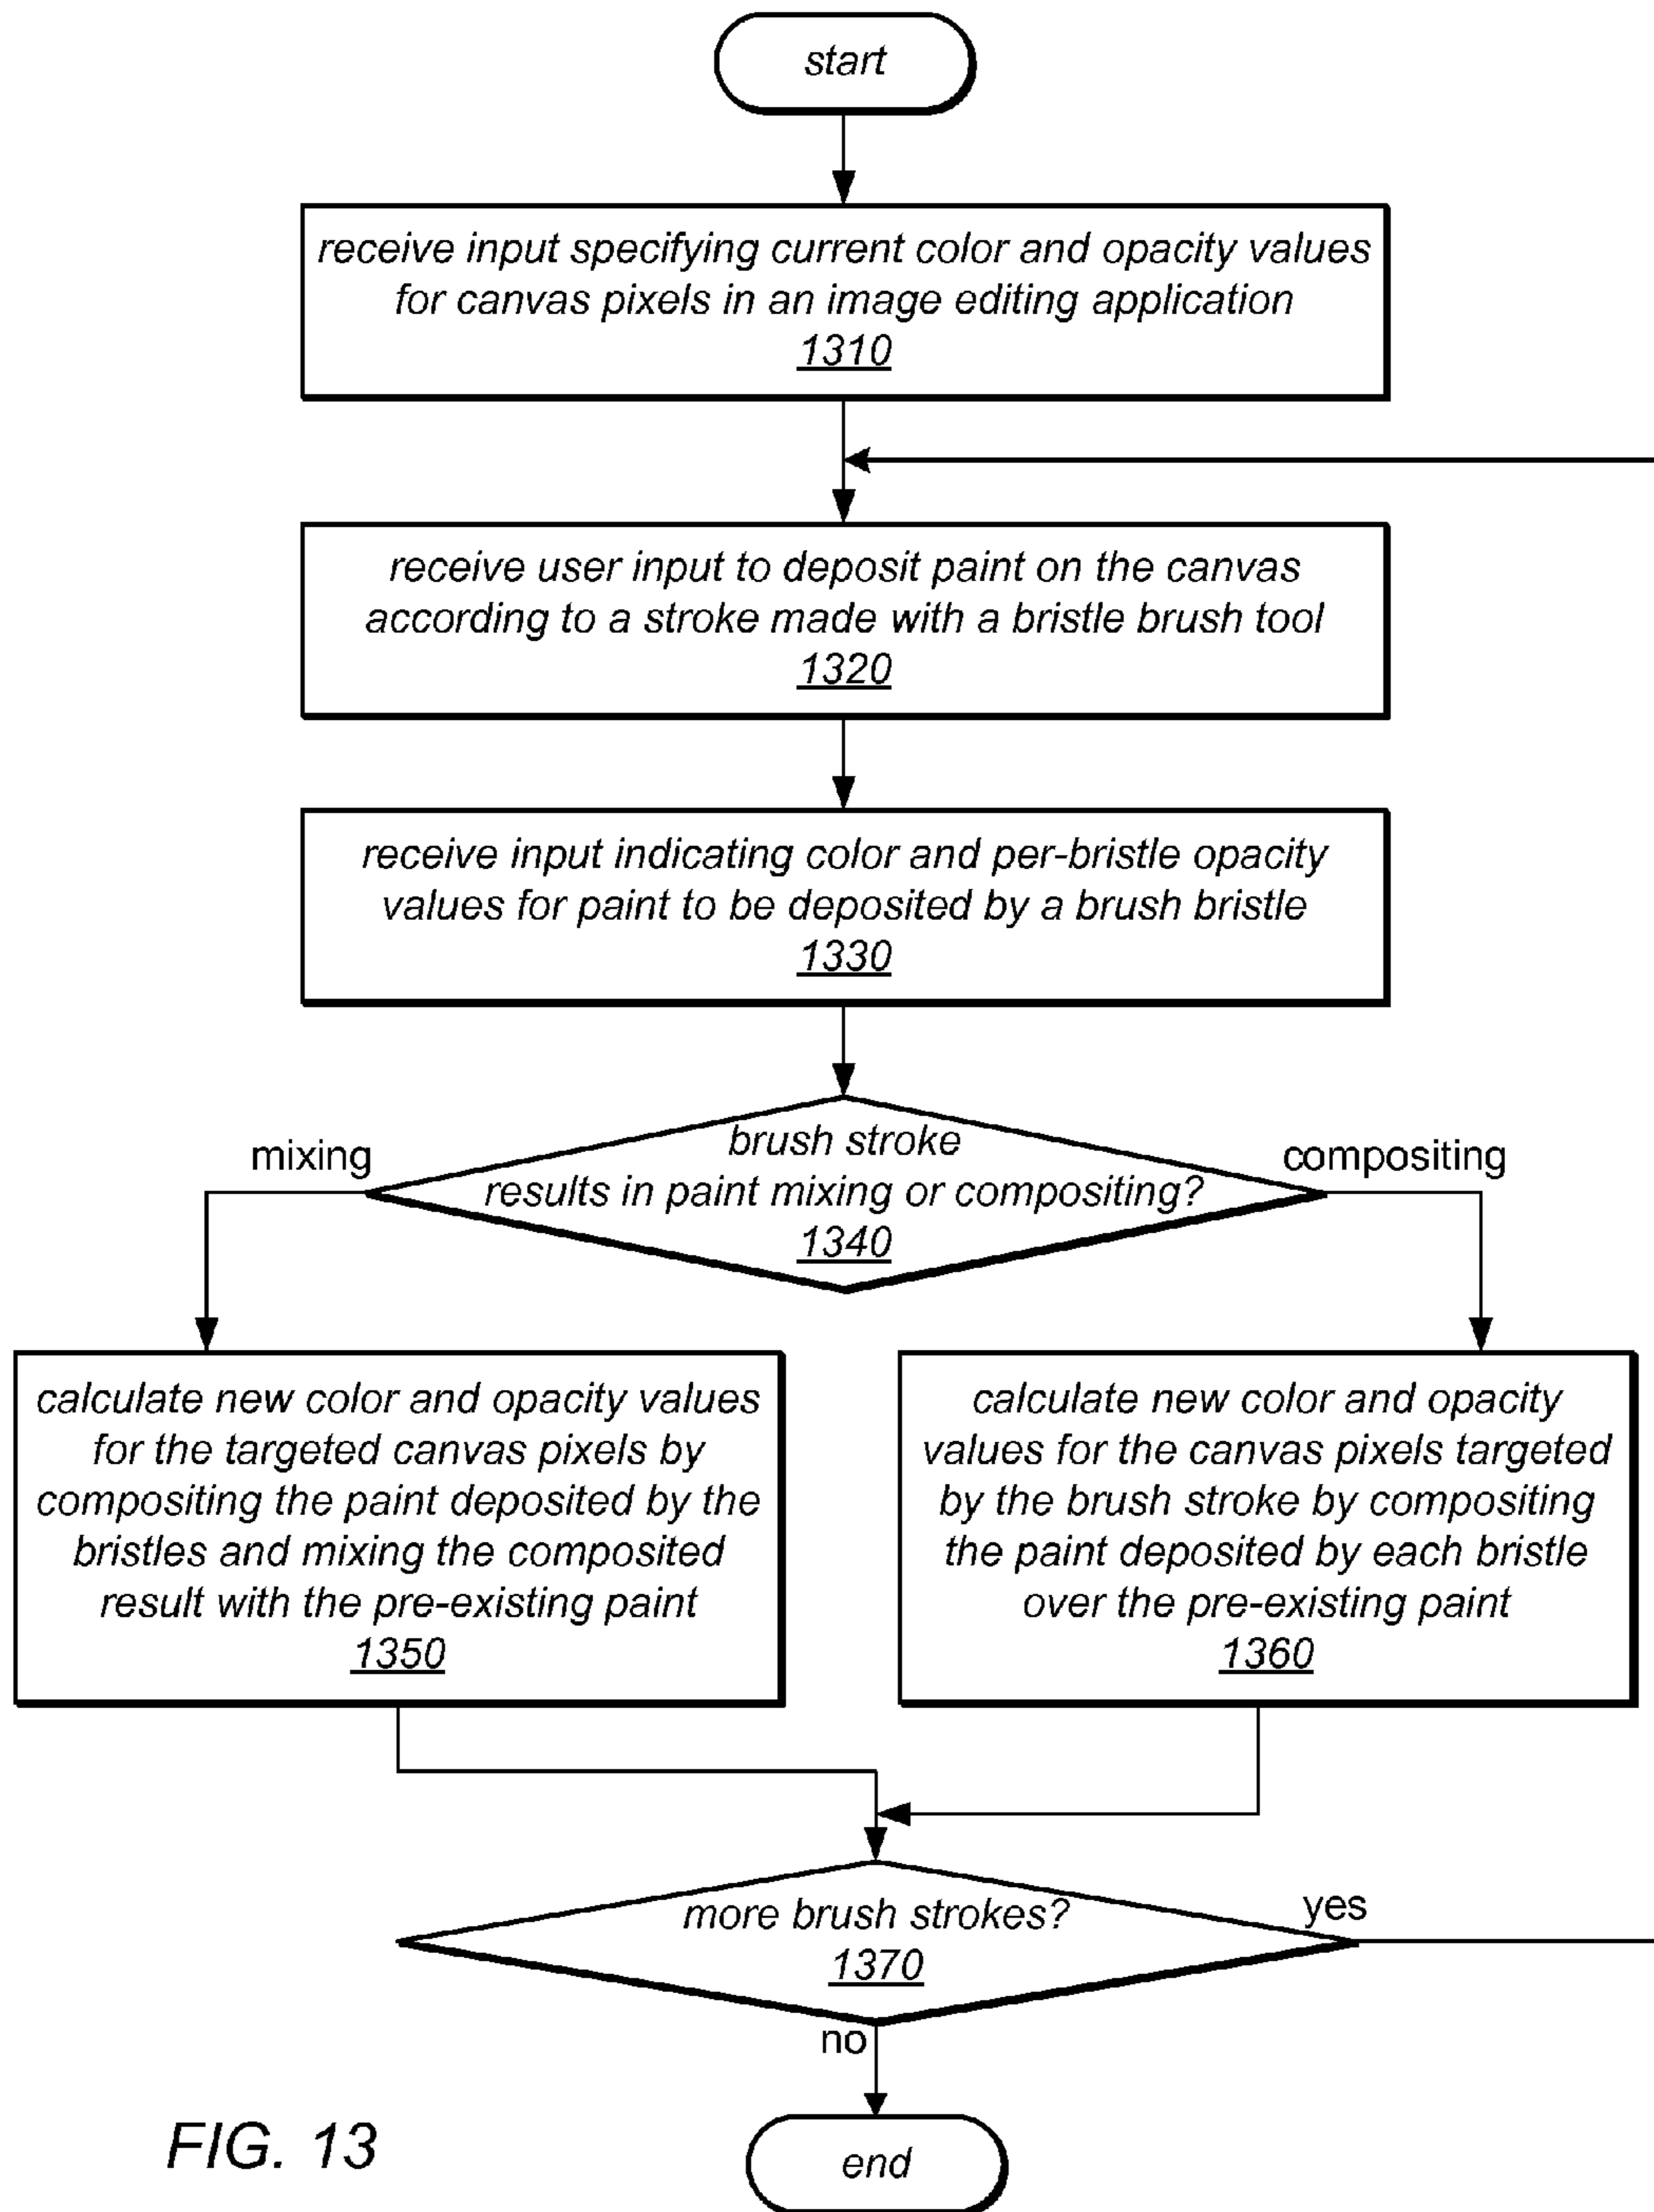 start
receive input specifying current color and opacity values
for canvas pixels in an image editing application
1310
receive user input to deposit paint on the canvas
according to a stroke made with a bristle brush tool
1320
receive input indicating color and per-bristle opacity
values for paint to be deposited by a brush bristle
1330
brush stroke
results in paint mixing or compositing?
1340
mixing
compositing
calculate new color and opacity values
for the targeted canvas pixels by
compositing the paint deposited by the
bristles and mixing the composited
result with the pre-existing paint
1350
calculate new color and opacity
values for the canvas pixels targeted
by the brush stroke by compositing
the paint deposited by each bristle
over the pre-existing paint
1360
more brush strokes?
1370
yes
no
end
FIG. 13